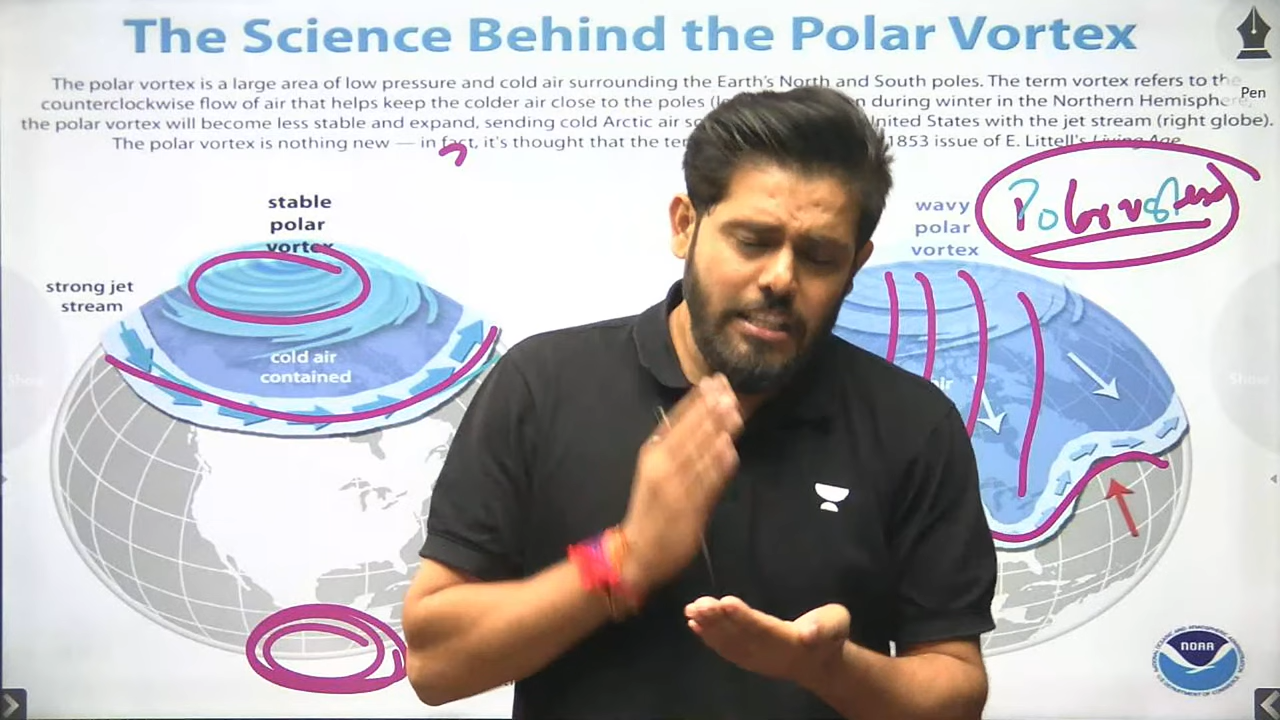 The Science Behind the Polar Vortex
Pen
The polar vortex is a large area of low pressure and cold air surrounding the Earth's North and South poles. The term vortex refers to the
counterclockwise flow of air that helps keep the colder air close to the poles during winter in the Northern Hemisphere,
the polar vortex will become less stable and expand, sending cold Arctic air United States with the jet stream (right globe).
The polar vortex is nothing new — in fact, it's thought that the 1853 issue of E. Littell's Living Age.
stable
polar
vortex
wavy
polar
vortex
Polar vortex
strong jet
stream
cold air
contained
NOAA